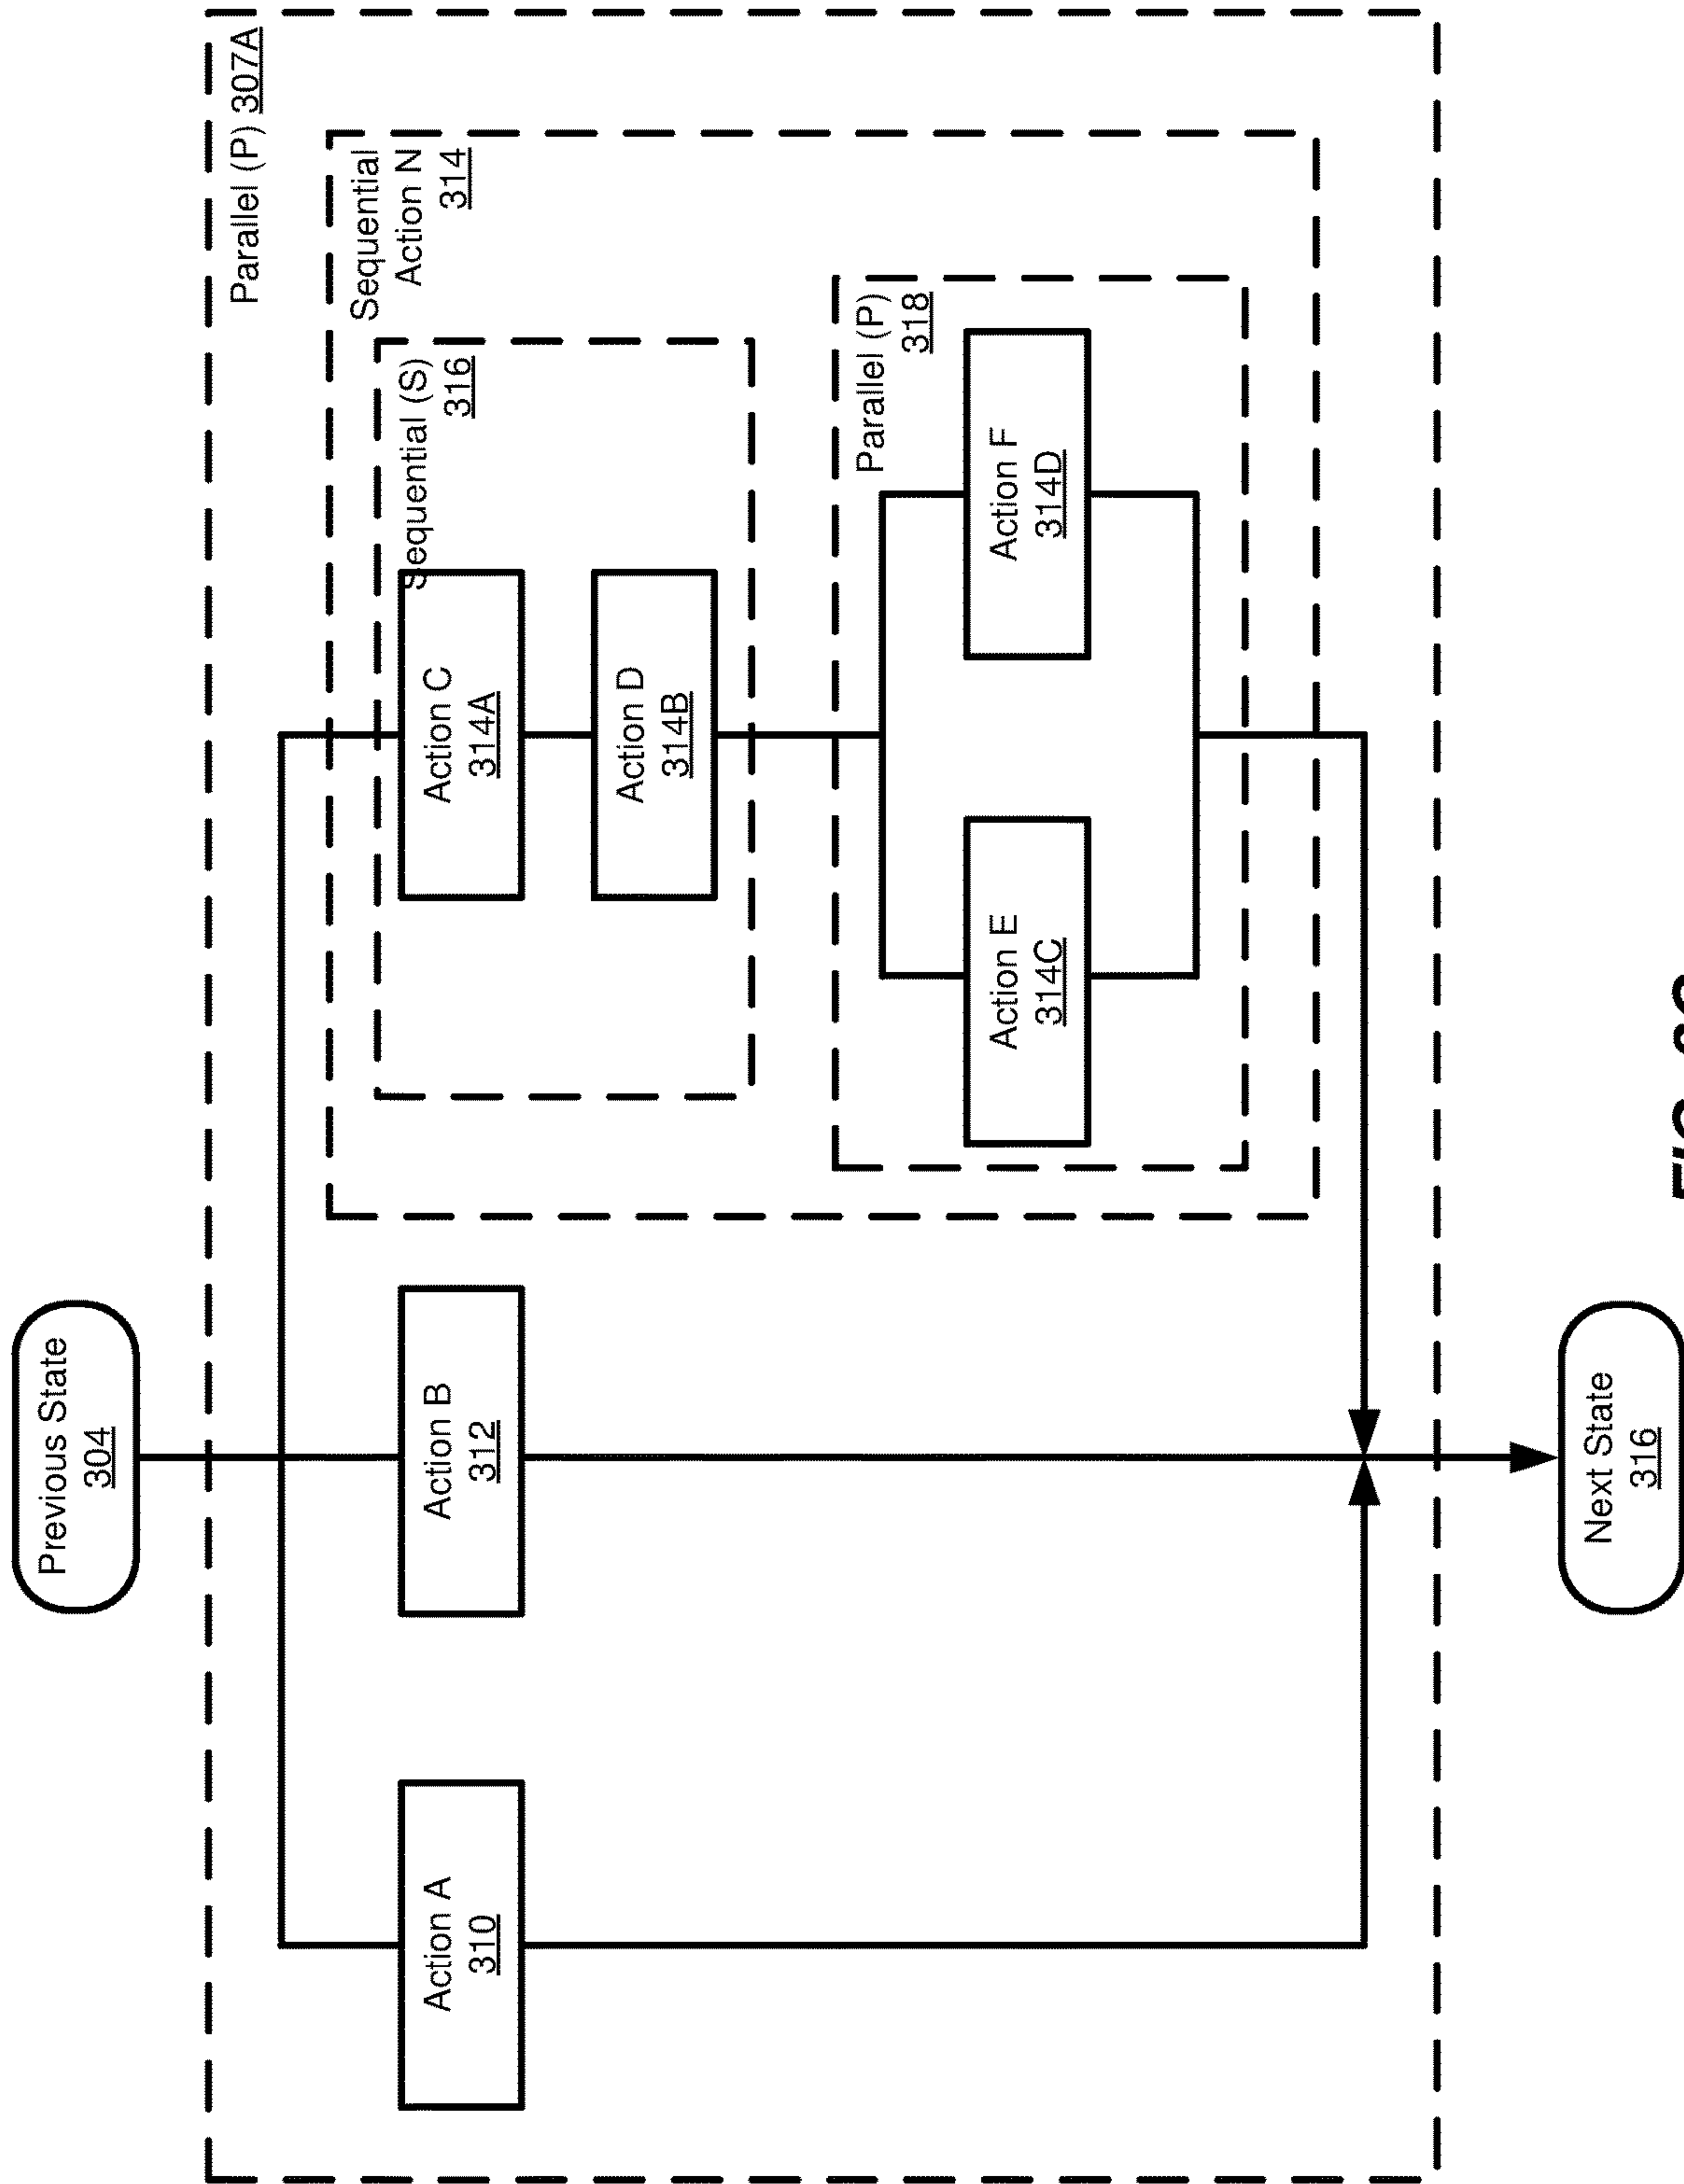 Previous State
304
Parallel (P) 307A
Sequential
Action N
314
Sequential (S)
316
Action A
310
Action B
312
Action C
314A
Action D
314B
Parallel (P)
318
Action E
314C
Action F
314D
Next State
316
FIG.